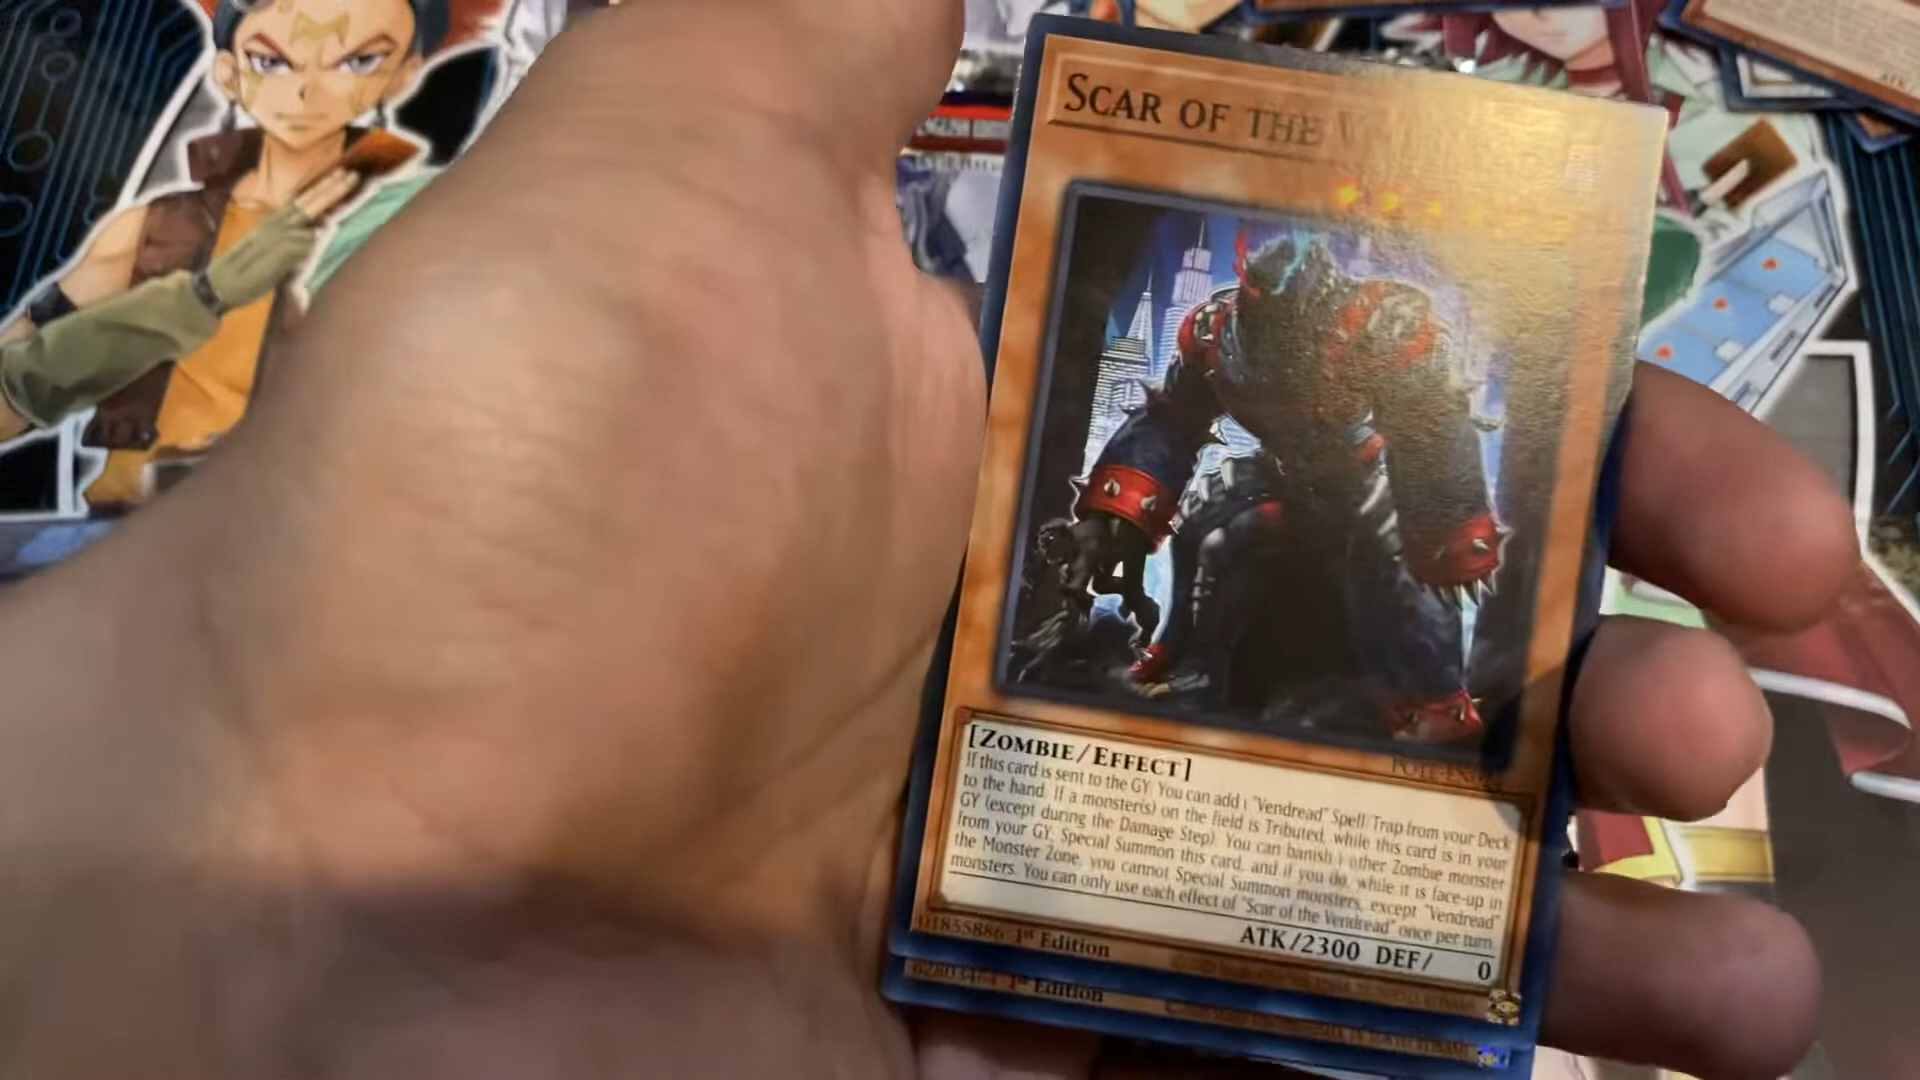 SCAR OF THE
[ZOMBIE/EFFECT]
If this card is sent to the GY: You can add 1 "Vendread" Spell/Trap from your Deck
to the hand. If a monster(s) on the field is Tributed, while this card is in your
GY (except during the Damage Step): You can banish 1 other Zombie monster
from your GY; Special Summon this card, and if you do, while it is face-up in
the Monster Zone, you cannot Special Summon monsters, except "Vendread"
monsters. You can only use each effect of "Scar of the Vendread" once per turn.
ATK/2300 DEF/ 0
01855886 1st Edition
1st Edition